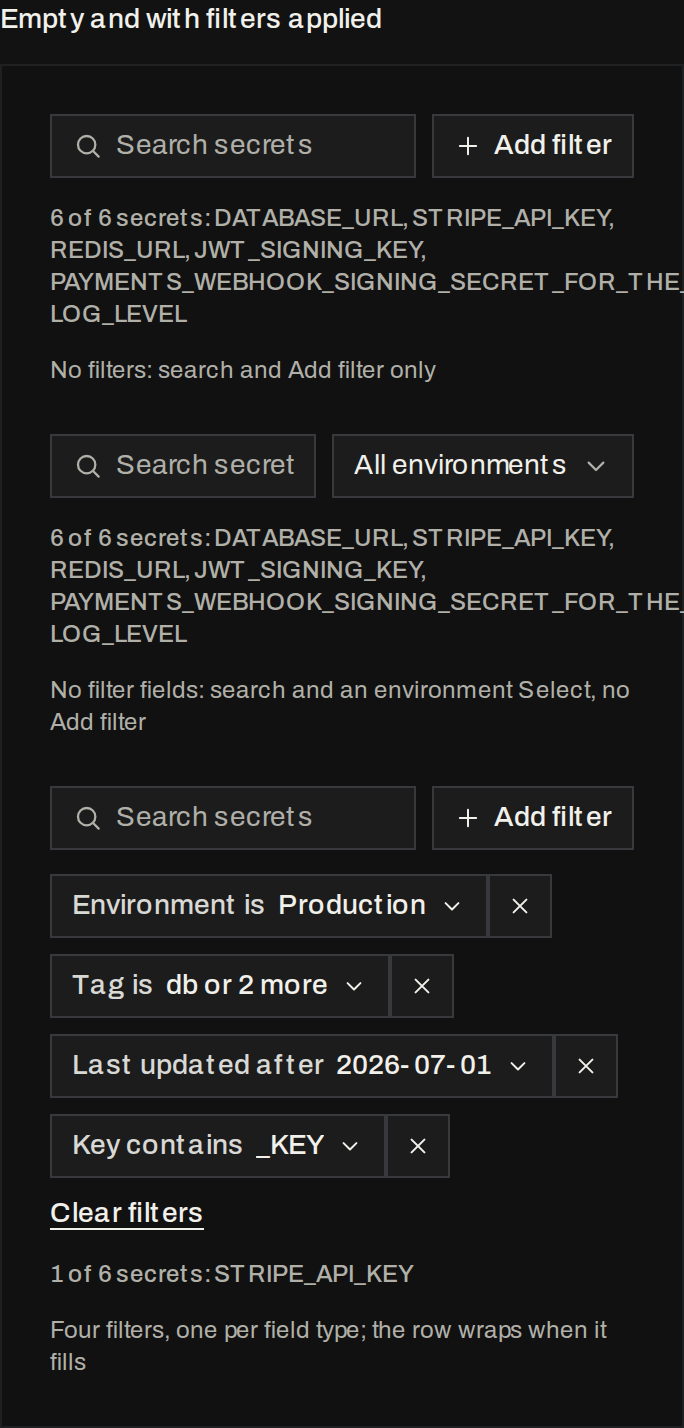 Empty and with filters applied
Search secrets
Add filter
6 of 6 secrets: DATABASE_URL, STRIPE_API_KEY,
REDIS_URL, JWT_SIGNING_KEY,
PAYMENTS_WEBHOOK_SIGNING_SECRET_FOR_THE_
LOG_LEVEL
No filters: search and Add filter only
Search secret
All environments
6 of 6 secrets: DATABASE_URL, STRIPE_API_KEY,
REDIS_URL, JWT_SIGNING_KEY,
PAYMENTS_WEBHOOK_SIGNING_SECRET_FOR_THE_
LOG_LEVEL
No filter fields: search and an environment Select, no
Add filter
Search secrets
Add filter
Environment is Production
Tag is db or 2 more
Last updated after 2026-07-01
Key contains _KEY
Clear filters
1 of 6 secrets: STRIPE_API_KEY
Four filters, one per field type; the row wraps when it
fills